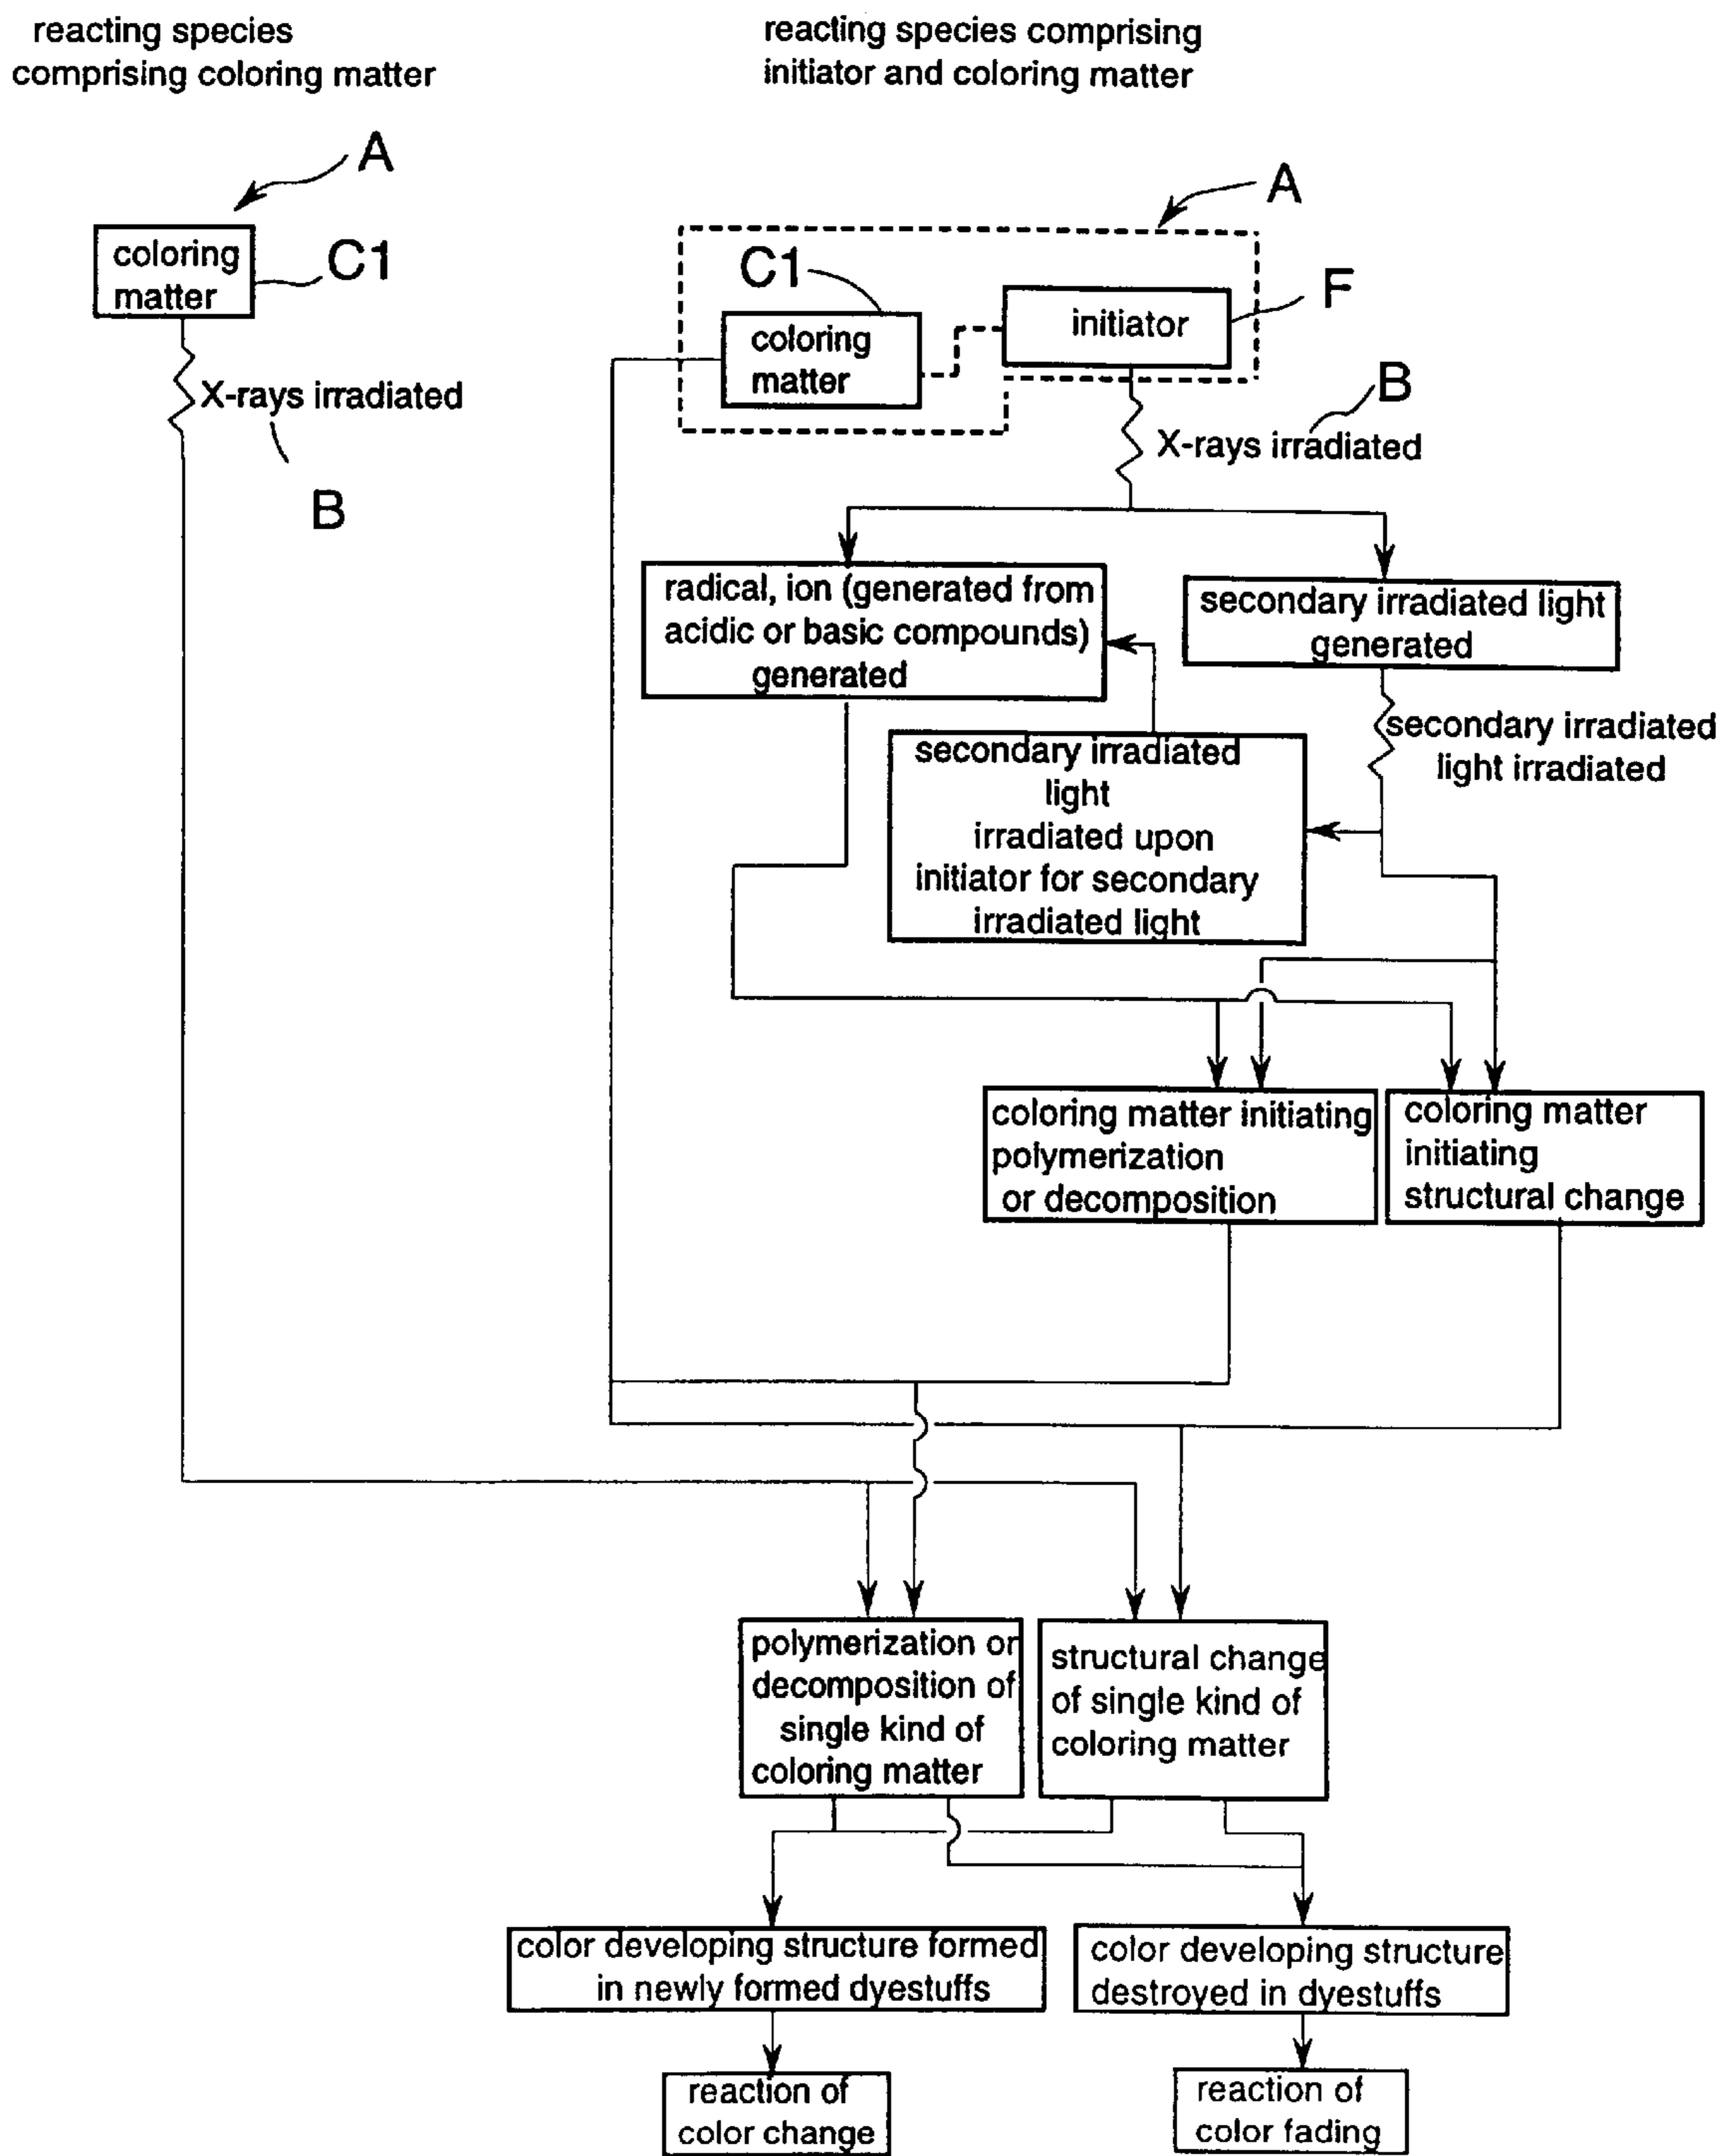 reacting species
comprising coloring matter
reacting species comprising
initiator and coloring matter
A
coloring
matter
C1
X-rays irradiated
B
A
C1
coloring
matter
initiator
F
B
X-rays irradiated
radical, ion (generated from
acidic or basic compounds)
generated
secondary irradiated light
generated
secondary irradiated
light irradiated
secondary irradiated
light
irradiated upon
initiator for secondary
irradiated light
coloring matter initiating
polymerization
or decomposition
coloring matter
initiating
structural change
polymerization or
decomposition of
single kind of
coloring matter
structural change
of single kind of
coloring matter
color developing structure formed
in newly formed dyestuffs
color developing structure
destroyed in dyestuffs
reaction of
color change
reaction of
color fading